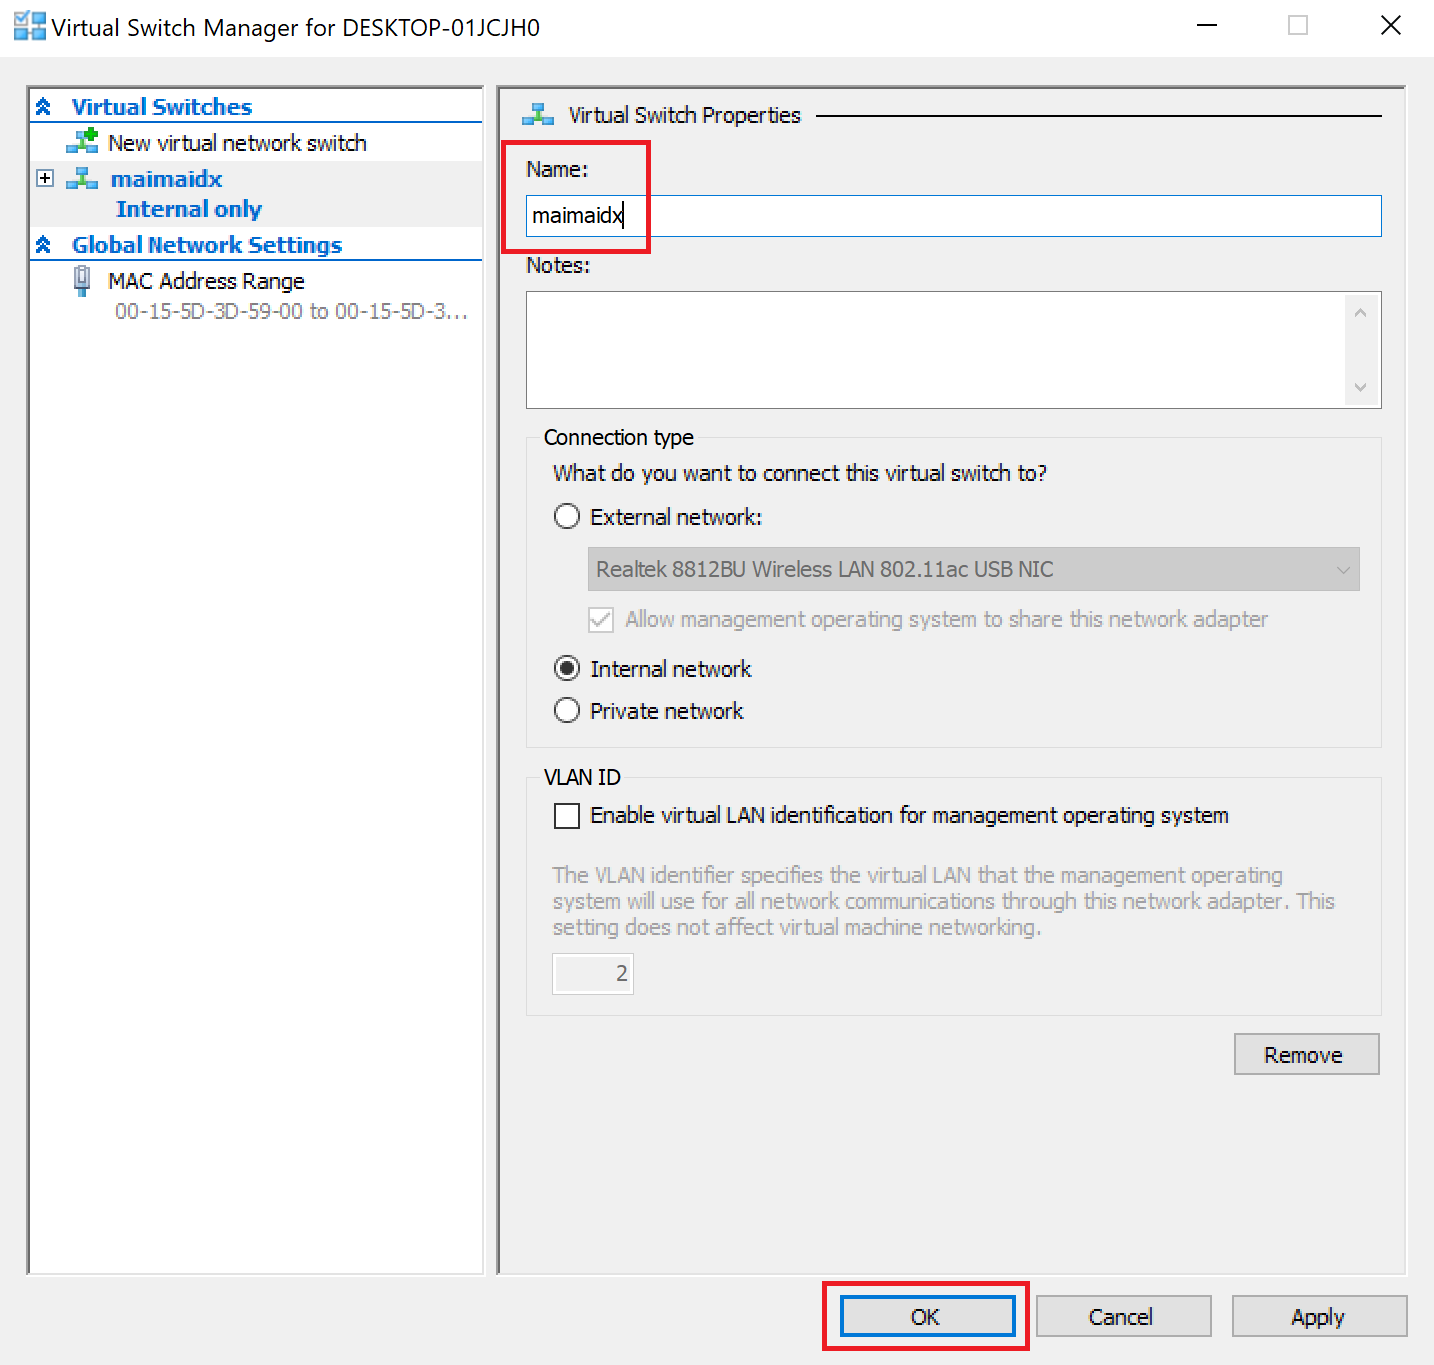 Virtual Switch Manager for DESKTOP-01JCJH0
Virtual Switches
New virtual network switch
maimaidx
Internal only
Global Network Settings
MAC Address Range
00-15-5D-3D-59-00 to 00-15-5D-3...
Virtual Switch Properties
Name:
maimaidx
Notes:
Connection type
What do you want to connect this virtual switch to?
External network:
Realtek 8812BU Wireless LAN 802.11ac USB NIC
Allow management operating system to share this network adapter
Internal network
Private network
VLAN ID
Enable virtual LAN identification for management operating system
The VLAN identifier specifies the virtual LAN that the management operating
system will use for all network communications through this network adapter. This
setting does not affect virtual machine networking.
2
Remove
OK
Cancel
Apply